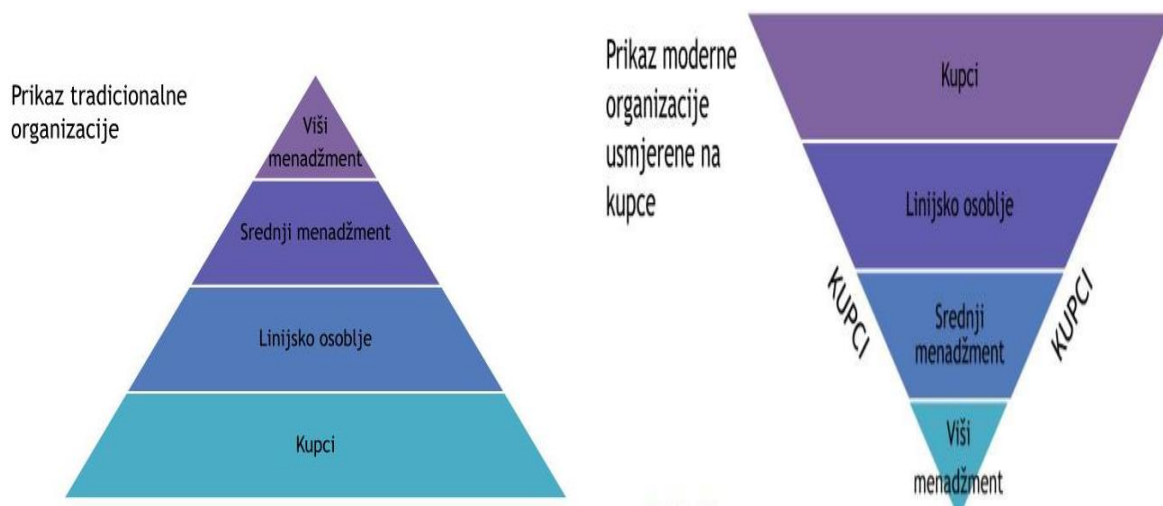 Prikaz tradicionalne
organizacije
Viši
menadžment
Srednji menadžment
Linijsko osoblje
Kupci
Prikaz moderne
organizacije
usmjerene na
kupce
Kupci
Linijsko osoblje
KUPCI
KUPCI
Srednji
menadžment
Viši
menadžment